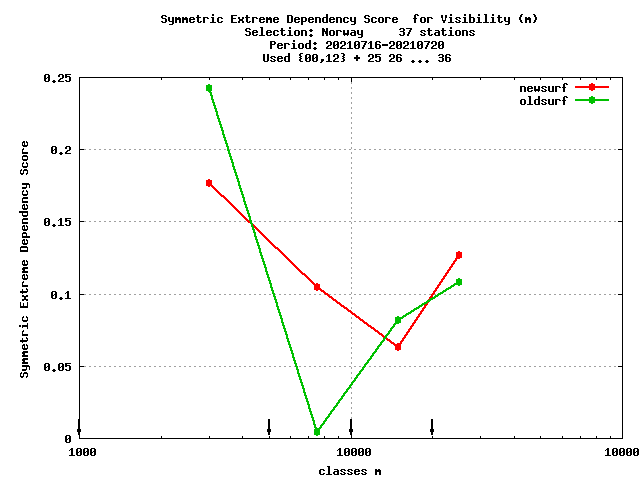 Symmetric Extreme Dependency Score  for Visibility (m)
Selection: Norway     37 stations
Period: 20210716-20210720
Used {00,12} + 25 26 ... 36
newsurf
oldsurf
0.25
0.2
0.15
0.1
0.05
0
Symmetric Extreme Dependency Score
1000 10000 10000
classes m